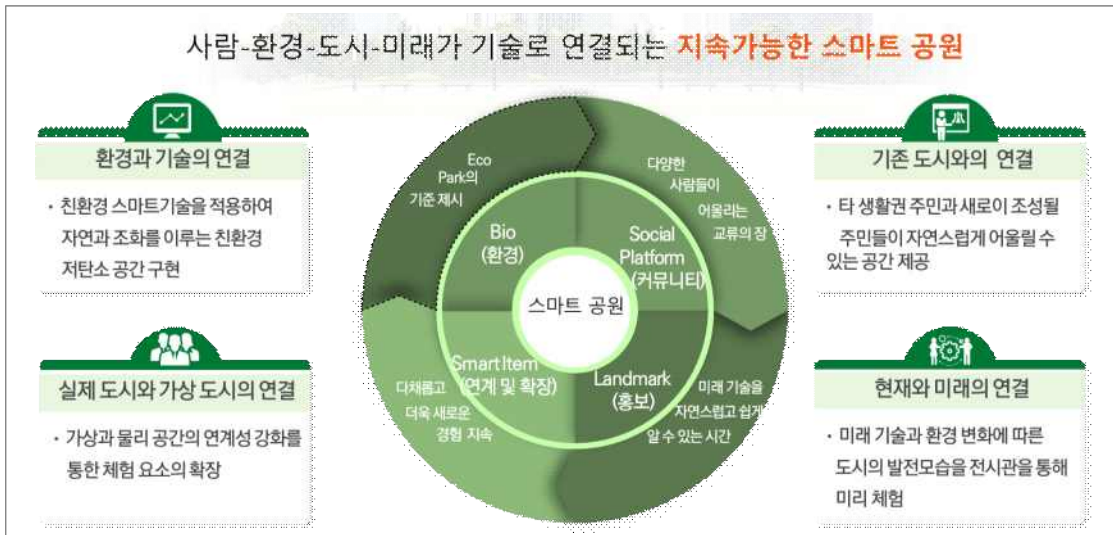 사람-환경-도시-미래가 기술로 연결되는 지속가능한 스마트 공원
환경과 기술의 연결
· 친환경 스마트기술을 적용하여
자연과 조화를 이루는 친환경
저탄소 공간 구현
실제 도시와 가상 도시의 연결
· 가상과 물리 공간의 연계성 강화를
통한 체험 요소의 확장
Eco
Park의
기준 제시
다양한
사람들이
어울리는
교류의 장
Bio
(환경)
Social
Platform
(커뮤니티)
스마트 공원
Smart Item
(연계 및 확장)
Landmark
(홍보)
다채롭고
더욱 새로운
경험 지속
미래 기술을
자연스럽고 쉽게
알 수 있는 시간
기존 도시와의 연결
· 타 생활권 주민과 새로이 조성될
주민들이 자연스럽게 어울릴 수
있는 공간 제공
현재와 미래의 연결
· 미래 기술과 환경 변화에 따른
도시의 발전모습을 전시관을 통해
미리 체험